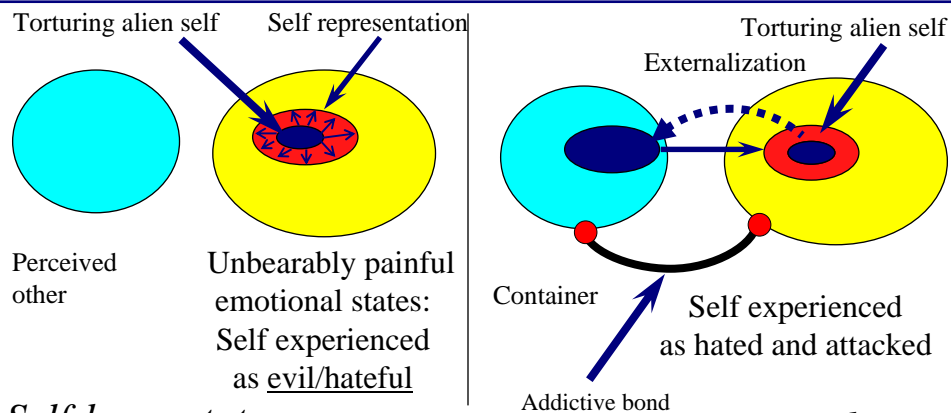 Torturing alien self
Self representation
Perceived
other
Unbearably painful
emotional states:
Self experienced
as evil/hateful
Torturing alien self
Externalization
Container
Self experienced
as hated and attacked
Addictive bond